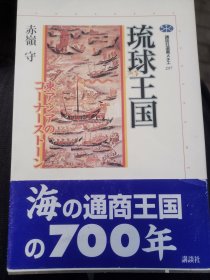 琉球王国
赤嶺 守
東アジアのコーナーストーン
講談社選書メチエ
297
海の通商王国
の700年
講談社